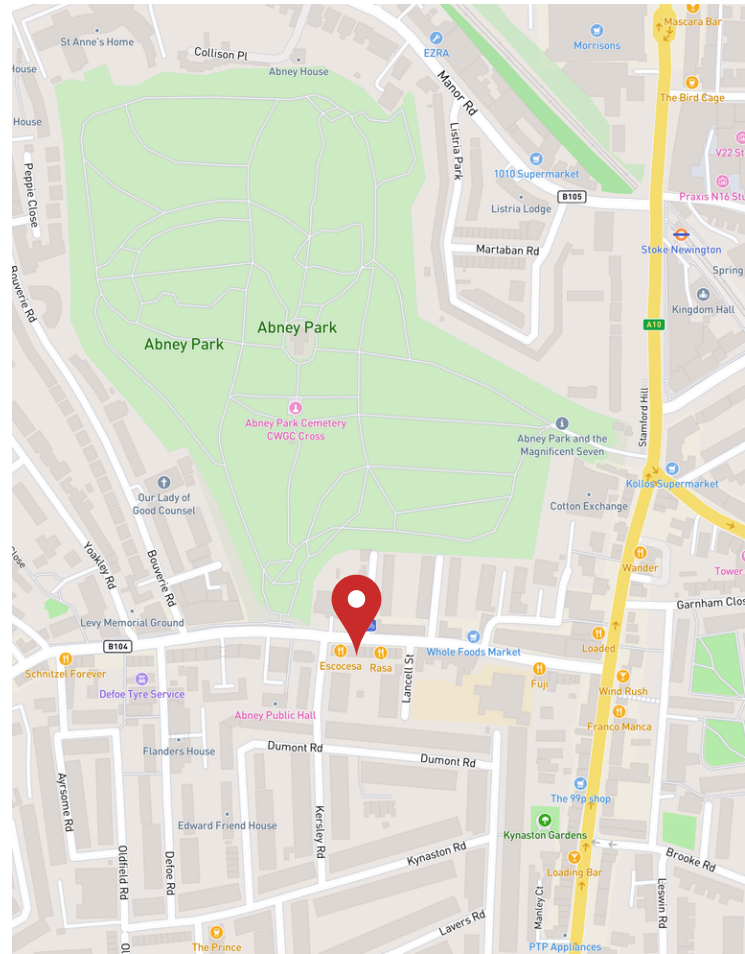 Mascara Bar
St Anne's Home
Collison Pl
EZRA
Morrisons
Abney House
House
Manor Rd
The Bird Cage
House
Listria Park
V22 St
Peppie Close
1010 Supermarket
B105
Praxis N16 Stu
Listria Lodge
Martaban Rd
Stoke Newington
Spring
Bouverie Rd
Kingdom Hall
Abney Park
A10
Abney Park
Stamford Hill
Abney Park Cemetery
CWGC Cross
Abney Park and the
Magnificent Seven
Kollos Supermarket
Our Lady of
Good Counsel
Cotton Exchange
Close
Yoakley Rd
Bouverie Rd
Wander
Tower
Garnham Clos
Levy Memorial Ground
B104
Loaded
Escocesa
Rasa
Whole Foods Market
Schnitzel Forever
Lancell St
Defoe Tyre Service
Fuji
Wind Rush
Abney Public Hall
Franco Manca
Flanders House
Dumont Rd
Dumont Rd
Ayrsome Rd
The 99p shop
Kersley Rd
Edward Friend House
Kynaston Gardens
Oldfield Rd
Defoe Rd
Kynaston Rd
Brooke Rd
Loading Bar
Manley Ct
Leswin Rd
Lavers Rd
Ol
The Prince
PTP Appliances